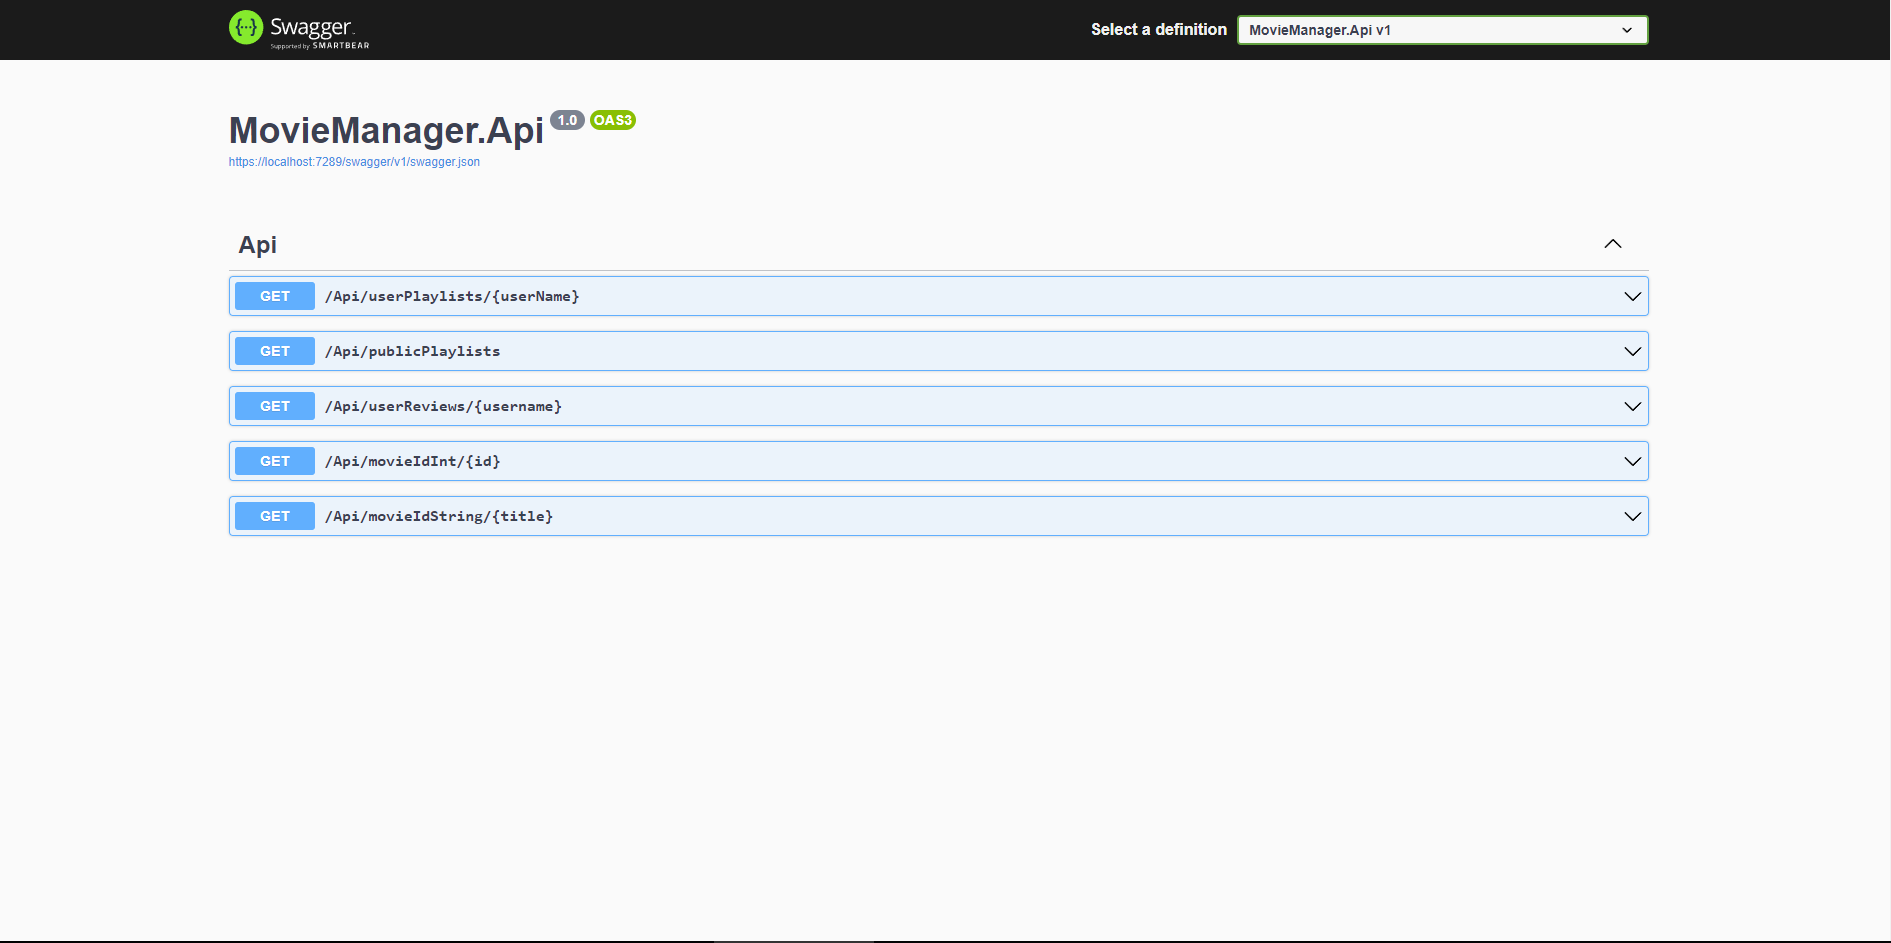 Swagger
Supported by SMARTBEAR
Select a definition
MovieManager.Api v1
MovieManager.Api 1.0 OAS3
https://localhost:7289/swagger/v1/swagger.json
Api
GET /Api/userPlaylists/{userName}
GET /Api/publicPlaylists
GET /Api/userReviews/{username}
GET /Api/movieIdInt/{id}
GET /Api/movieIdString/{title}